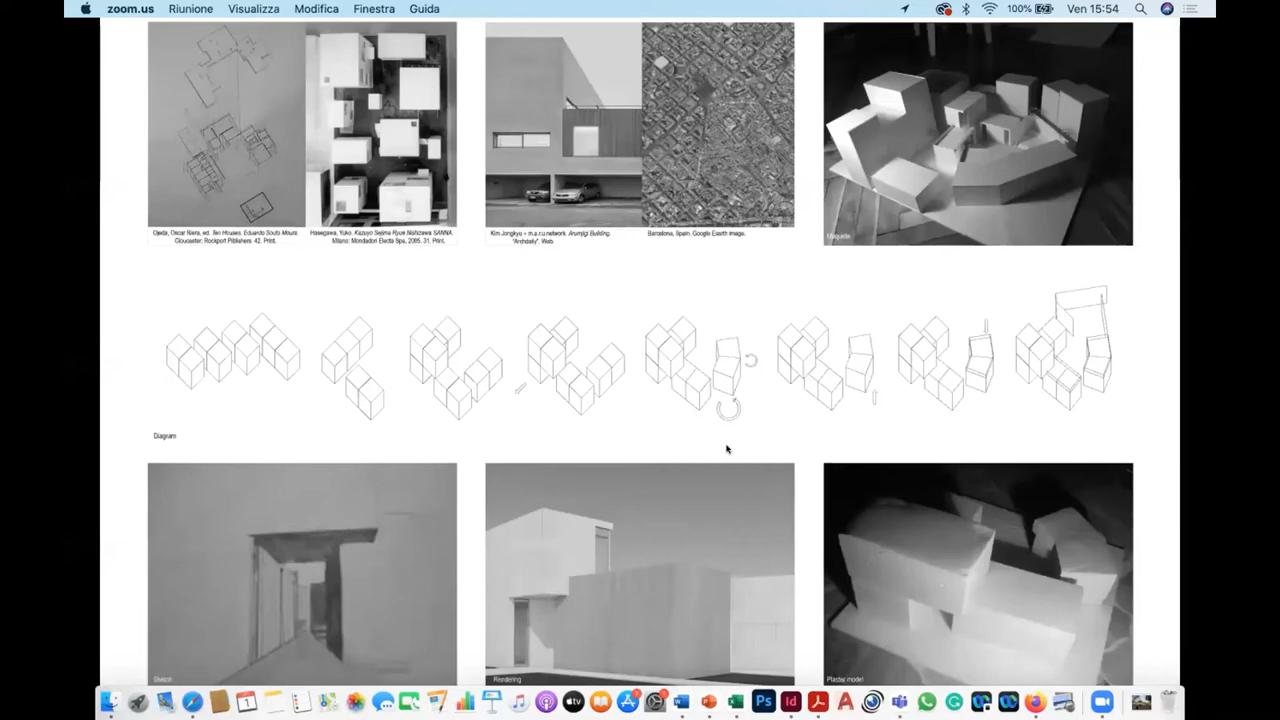 zoom.us Riunione Visualizza Modifica Finestra Guida 100% Ven 15:54
Ojeda, Oscar Riera, ed. Ten Houses. Eduardo Souto Moura.
Gloucester: Rockport Publishers. 42. Print.
Hasegawa, Yuko. Kazuyo Sejima Ryue Nishizawa SANAA.
Milano: Mondadori Electa Spa, 2005. 31. Print.
Kim Jongkyu + m.a.r.u network. Arumjigi Building.
"Archdaily". Web.
Barcelona, Spain. Google Eaerth image.
Maquete
Diagram
Sketch
Rendering
Plaster model